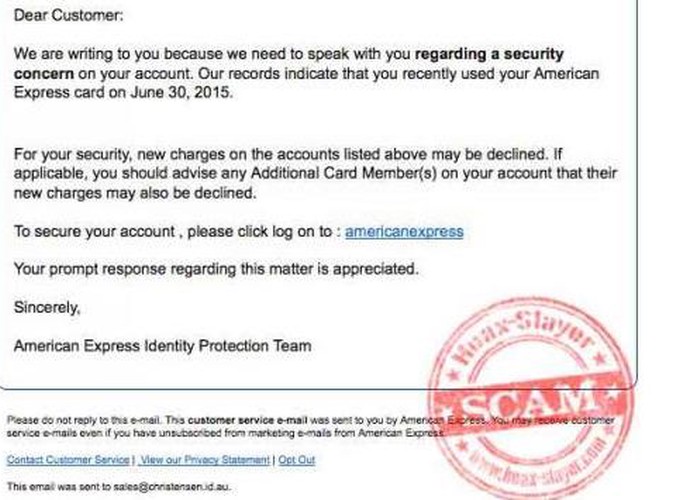 Dear Customer:
We are writing to you because we need to speak with you regarding a security
concern on your account. Our records indicate that you recently used your American
Express card on June 30, 2015.
For your security, new charges on the accounts listed above may be declined. If
applicable, you should advise any Additional Card Member(s) on your account that their
new charges may also be declined.
To secure your account , please click log on to : americanexpress
Your prompt response regarding this matter is appreciated.
Sincerely,
American Express Identity Protection Team
Hoax-Slayer
SCAM
www.hoax-slayer.com
Please do not reply to this e-mail. This customer service e-mail was sent to you by American Express. You may receive customer
service e-mails even if you have unsubscribed from marketing e-mails from American Express.
Contact Customer Service | View our Privacy Statement | Opt Out
This email was sent to sales@christensen.id.au.